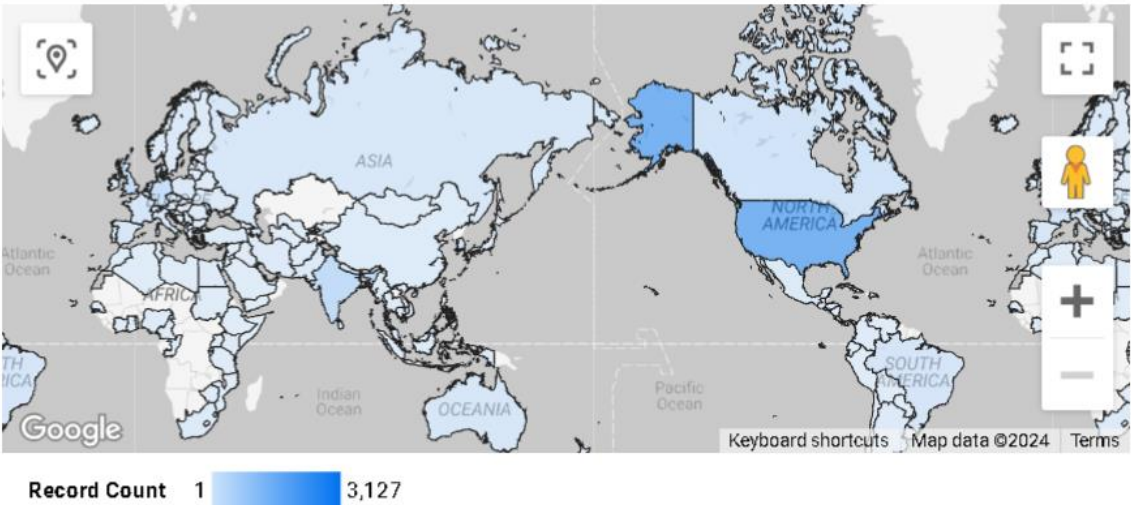 ASIA
NORTH
AMERICA
Atlantic
Ocean
Atlantic
Ocean
AFRICA
Indian
Ocean
OCEANIA
Pacific
Ocean
SOUTH
AMERICA
Google
Keyboard shortcuts Map data ©2024 Terms
Record Count 1 3,127